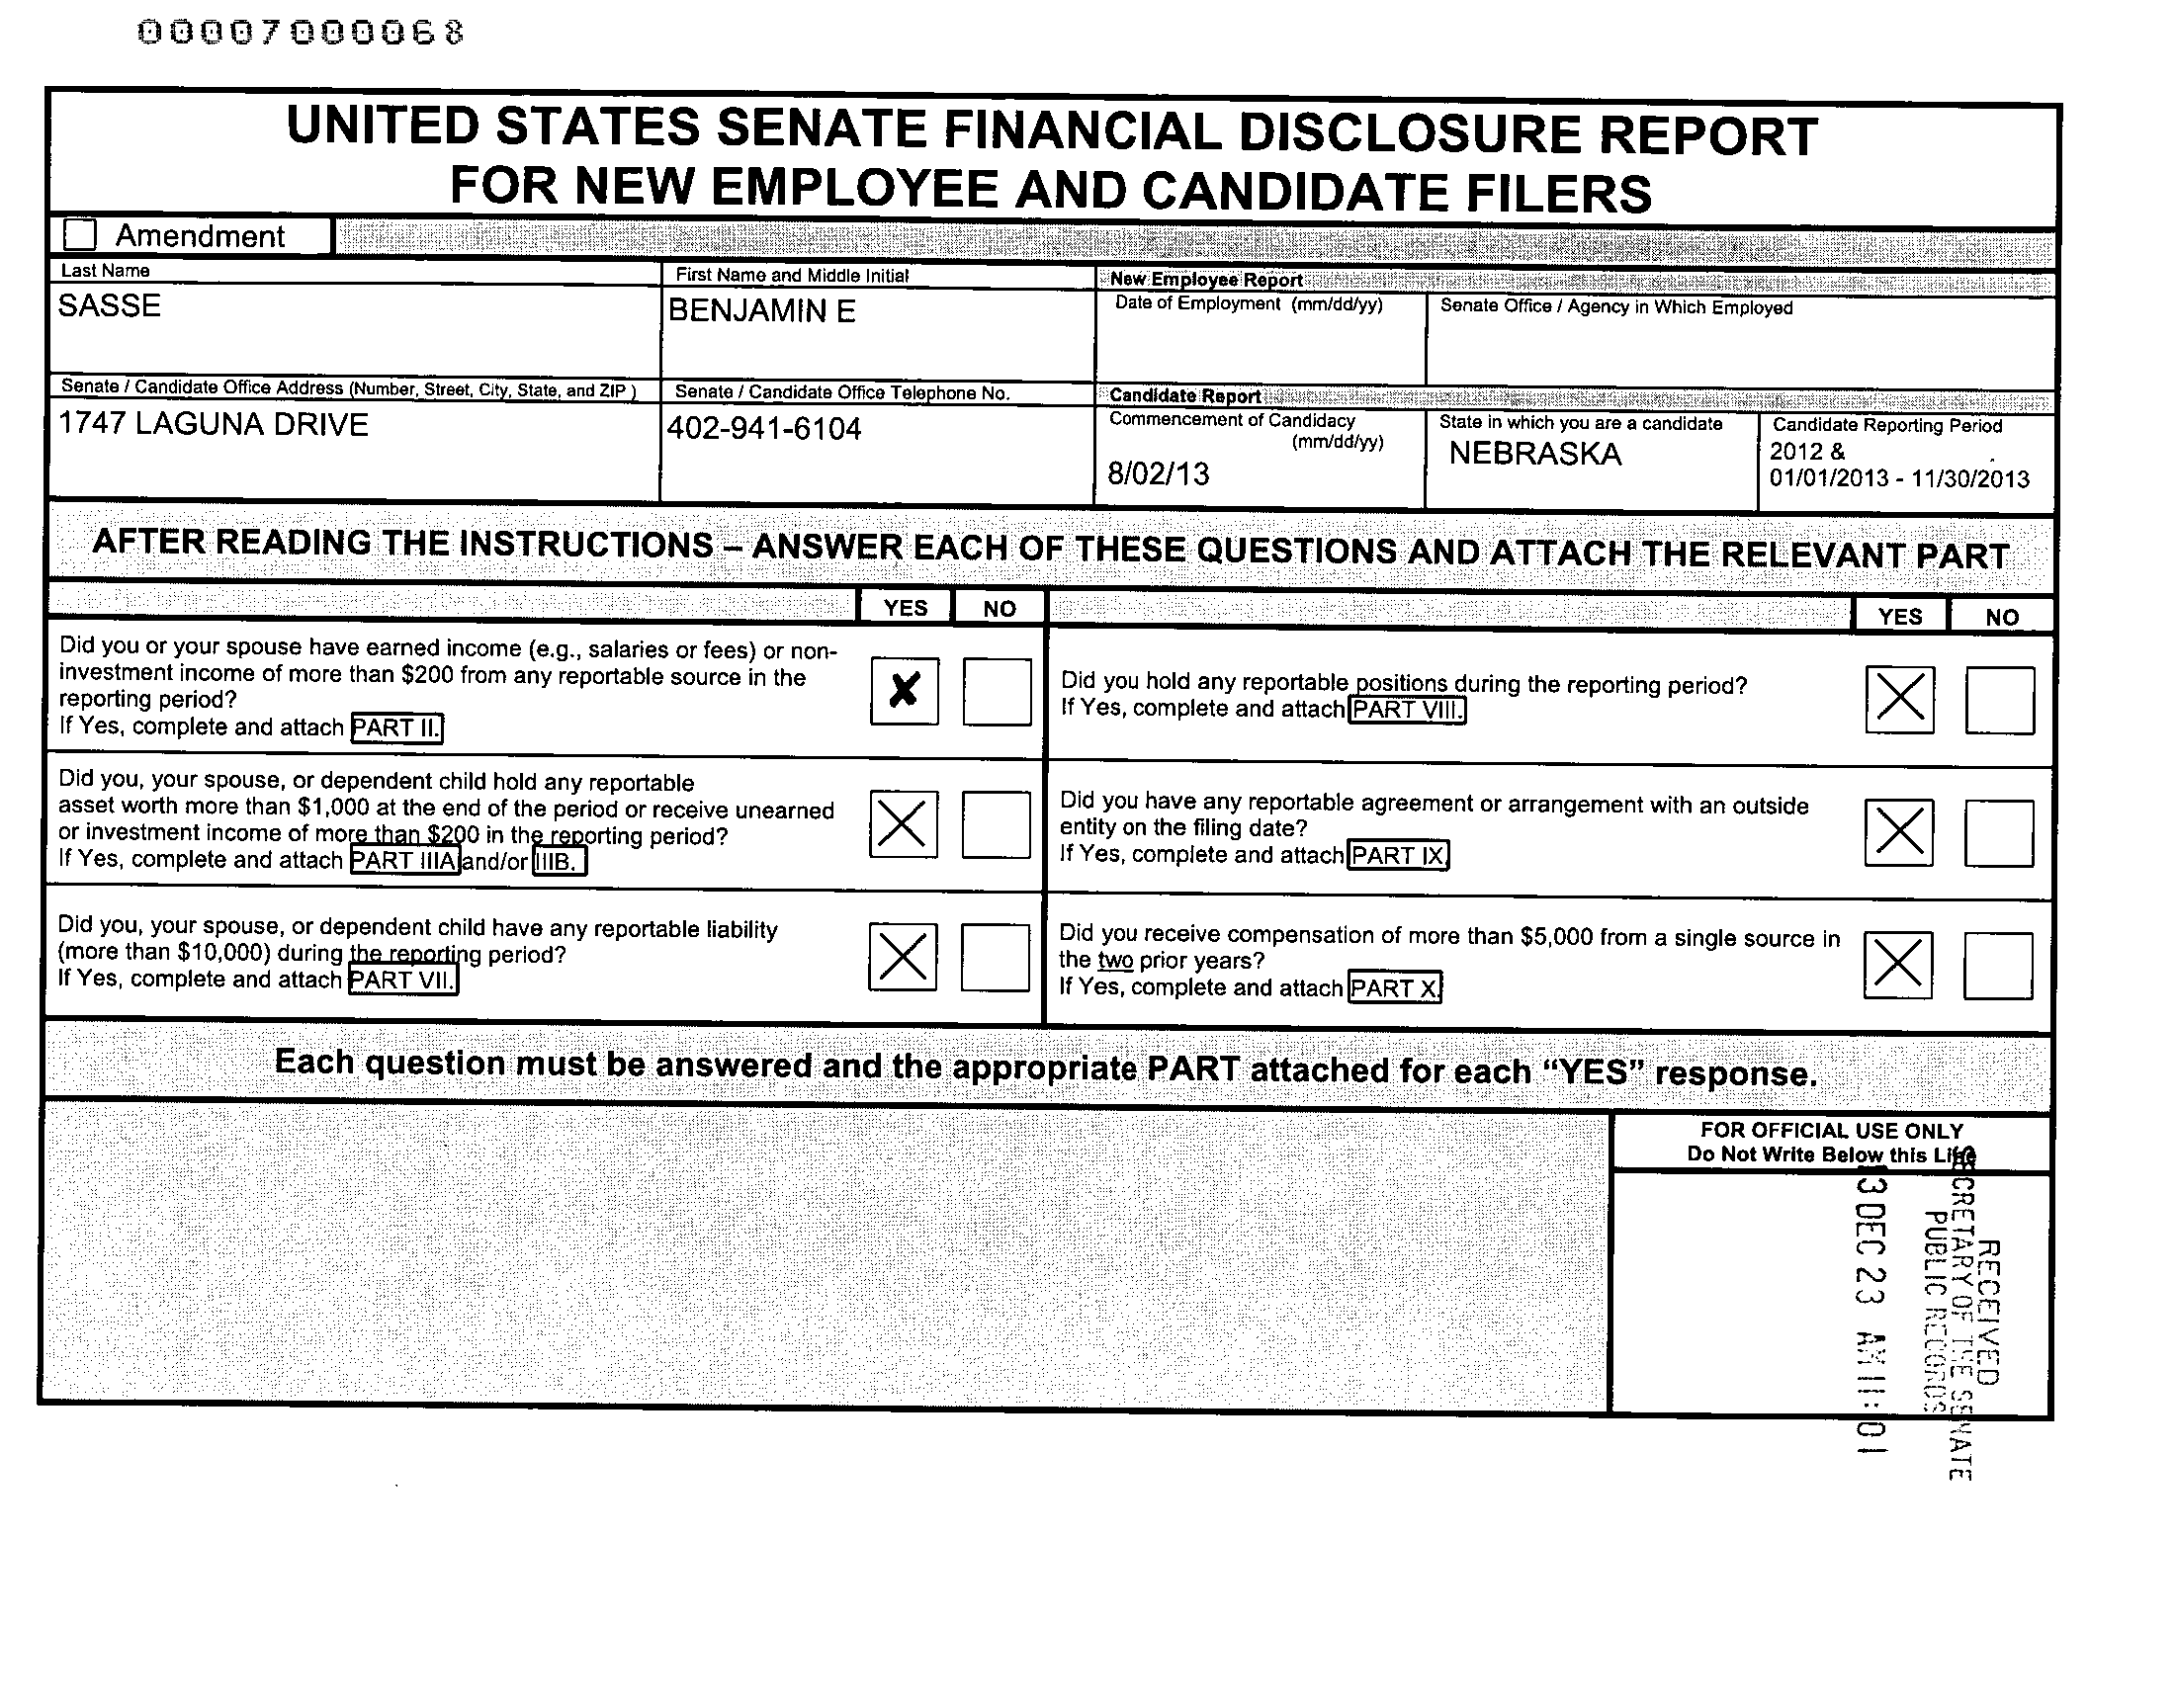 00007000068
UNITED STATES SENATE FINANCIAL DISCLOSURE REPORT
FOR NEW EMPLOYEE AND CANDIDATE FILERS
Amendment
Last Name
SASSE
First Name and Middle Initial
BENJAMIN E
New Employee Report
Date of Employment (mm/dd/yy)
Senate Office / Agency in Which Employed
Senate / Candidate Office Address (Number, Street, City, State, and ZIP )
1747 LAGUNA DRIVE
Senate / Candidate Office Telephone No.
402-941-6104
Candidate Report
Commencement of Candidacy
(mm/dd/yy)
8/02/13
State in which you are a candidate
NEBRASKA
Candidate Reporting Period
2012 &
01/01/2013 - 11/30/2013
AFTER READING THE INSTRUCTIONS – ANSWER EACH OF THESE QUESTIONS AND ATTACH THE RELEVANT PART
YES NO
YES NO
Did you or your spouse have earned income (e.g., salaries or fees) or non-
investment income of more than $200 from any reportable source in the
reporting period?
If Yes, complete and attach PART II.
X
Did you hold any reportable positions during the reporting period?
If Yes, complete and attach PART VIII.
X
Did you, your spouse, or dependent child hold any reportable
asset worth more than $1,000 at the end of the period or receive unearned
or investment income of more than $200 in the reporting period?
If Yes, complete and attach PART IIIA and/or IIIB.
X
Did you have any reportable agreement or arrangement with an outside
entity on the filing date?
If Yes, complete and attach PART IX
X
Did you, your spouse, or dependent child have any reportable liability
(more than $10,000) during the reporting period?
If Yes, complete and attach PART VII.
X
Did you receive compensation of more than $5,000 from a single source in
the two prior years?
If Yes, complete and attach PART X
X
Each question must be answered and the appropriate PART attached for each “YES” response.
FOR OFFICIAL USE ONLY
Do Not Write Below this Line
RECEIVED
SECRETARY OF THE SENATE
PUBLIC RECORDS
13 DEC 23 AM 11:01